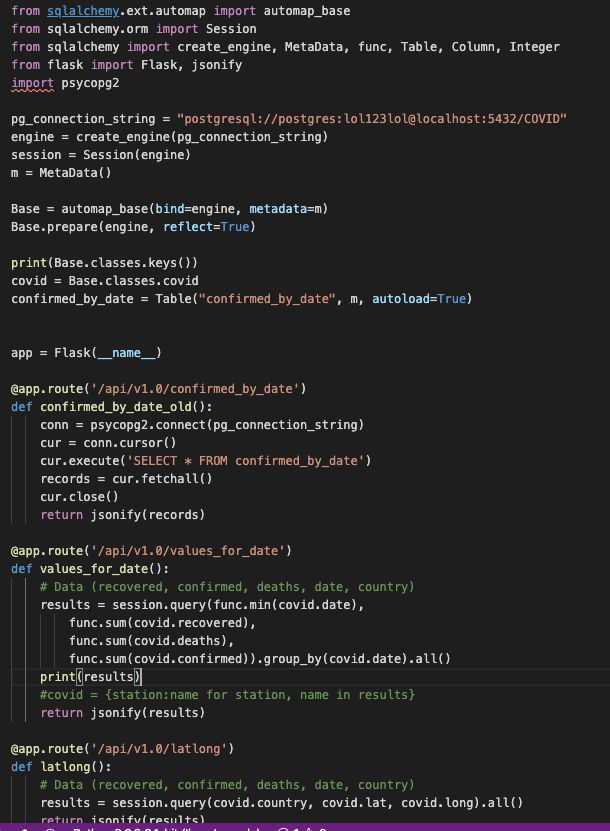 from sqlalchemy.ext.automap import automap_base
from sqlalchemy.orm import Session
from sqlalchemy import create_engine, MetaData, func, Table, Column, Integer
from flask import Flask, jsonify
import psycopg2
pg_connection_string = "postgresql://postgres:lol123lol@localhost:5432/COVID"
engine = create_engine(pg_connection_string)
session = Session(engine)
m = MetaData()
Base = automap_base(bind=engine, metadata=m)
Base.prepare(engine, reflect=True)
print(Base.classes.keys())
covid = Base.classes.covid
confirmed_by_date = Table("confirmed_by_date", m, autoload=True)
app = Flask(__name__)
@app.route('/api/v1.0/confirmed_by_date')
def confirmed_by_date_old():
    conn = psycopg2.connect(pg_connection_string)
    cur = conn.cursor()
    cur.execute('SELECT * FROM confirmed_by_date')
    records = cur.fetchall()
    cur.close()
    return jsonify(records)
@app.route('/api/v1.0/values_for_date')
def values_for_date():
    # Data (recovered, confirmed, deaths, date, country)
    results = session.query(func.min(covid.date),
        func.sum(covid.recovered),
        func.sum(covid.deaths),
        func.sum(covid.confirmed)).group_by(covid.date).all()
    print(results)
    #covid = {station:name for station, name in results}
    return jsonify(results)
@app.route('/api/v1.0/latlong')
def latlong():
    # Data (recovered, confirmed, deaths, date, country)
    results = session.query(covid.country, covid.lat, covid.long).all()
    return jsonify(results)